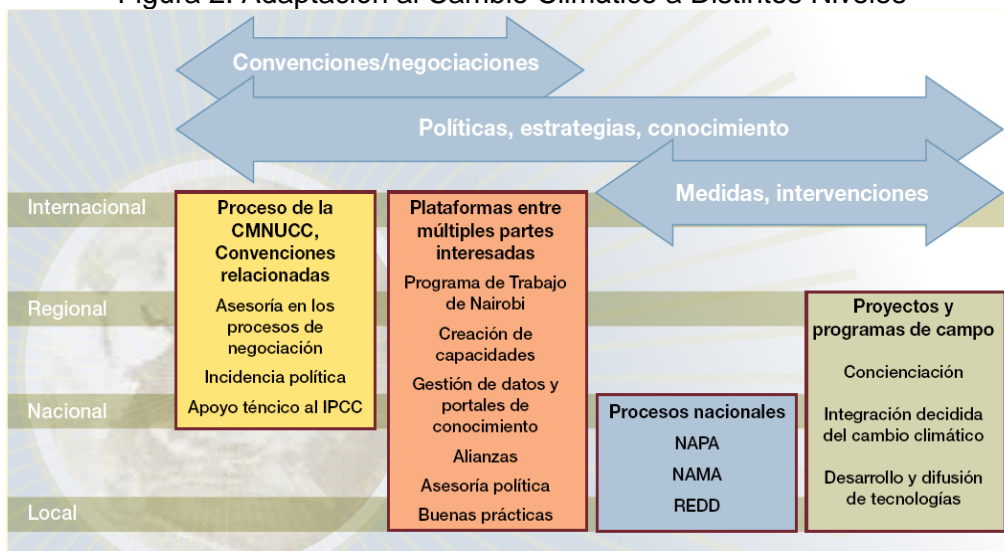 Figura 2. Adaptación al Cambio Climático a Distintos Niveles
Convenciones/negociaciones
Políticas, estrategias, conocimiento
Medidas, intervenciones
Internacional
Regional
Nacional
Local
Proceso de la
CMNUCC,
Convenciones
relacionadas
Asesoría en los
procesos de
negociación
Incidencia política
Apoyo téncico al IPCC
Plataformas entre
múltiples partes
interesadas
Programa de Trabajo
de Nairobi
Creación de
capacidades
Gestión de datos y
portales de
conocimiento
Alianzas
Asesoría política
Buenas prácticas
Procesos nacionales
NAPA
NAMA
REDD
Proyectos y
programas de campo
Concienciación
Integración decidida
del cambio climático
Desarrollo y difusión
de tecnologías